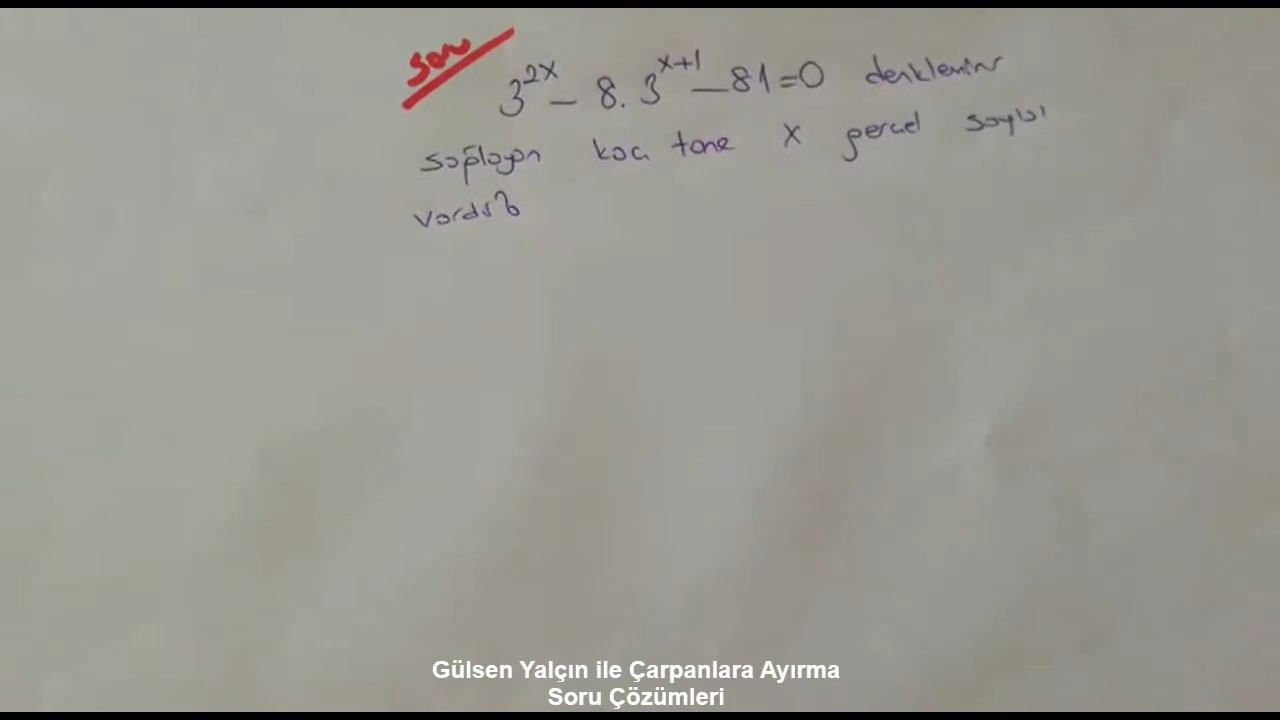 Soru
3^{2x} - 8.3^{x+1} - 81 = 0 denklemini
sağlayan kaç tane x gerçel sayısı
vardır?
Gülsen Yalçın ile Çarpanlara Ayırma
Soru Çözümleri